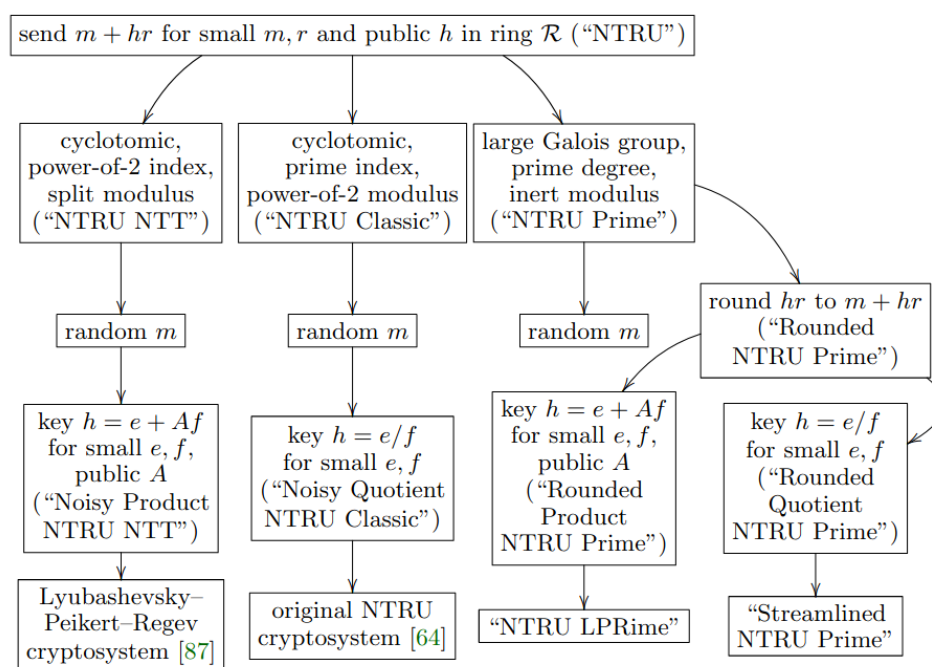 send m + hr for small m, r and public h in ring ℛ (“NTRU”)
cyclotomic,
power-of-2 index,
split modulus
(“NTRU NTT”)
cyclotomic,
prime index,
power-of-2 modulus
(“NTRU Classic”)
large Galois group,
prime degree,
inert modulus
(“NTRU Prime”)
random m
random m
random m
round hr to m + hr
(“Rounded
NTRU Prime”)
key h = e + Af
for small e, f,
public A
(“Noisy Product
NTRU NTT”)
key h = e/f
for small e, f
(“Noisy Quotient
NTRU Classic”)
key h = e + Af
for small e, f,
public A
(“Rounded
Product
NTRU Prime”)
key h = e/f
for small e, f
(“Rounded
Quotient
NTRU Prime”)
Lyubashevsky–
Peikert–Regev
cryptosystem [87]
original NTRU
cryptosystem [64]
“NTRU LPRime”
“Streamlined
NTRU Prime”